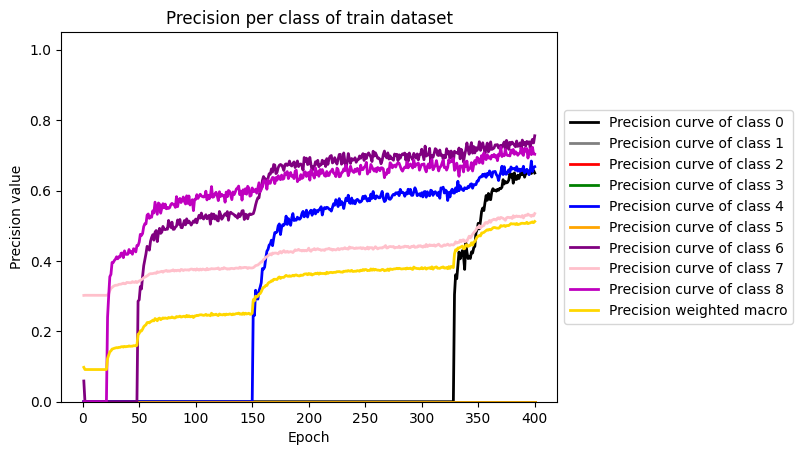 Precision per class of train dataset
Precision value
1.0
0.8
0.6
0.4
0.2
0.0
0 50 100 150 200 250 300 350 400
Epoch
Precision curve of class 0
Precision curve of class 1
Precision curve of class 2
Precision curve of class 3
Precision curve of class 4
Precision curve of class 5
Precision curve of class 6
Precision curve of class 7
Precision curve of class 8
Precision weighted macro